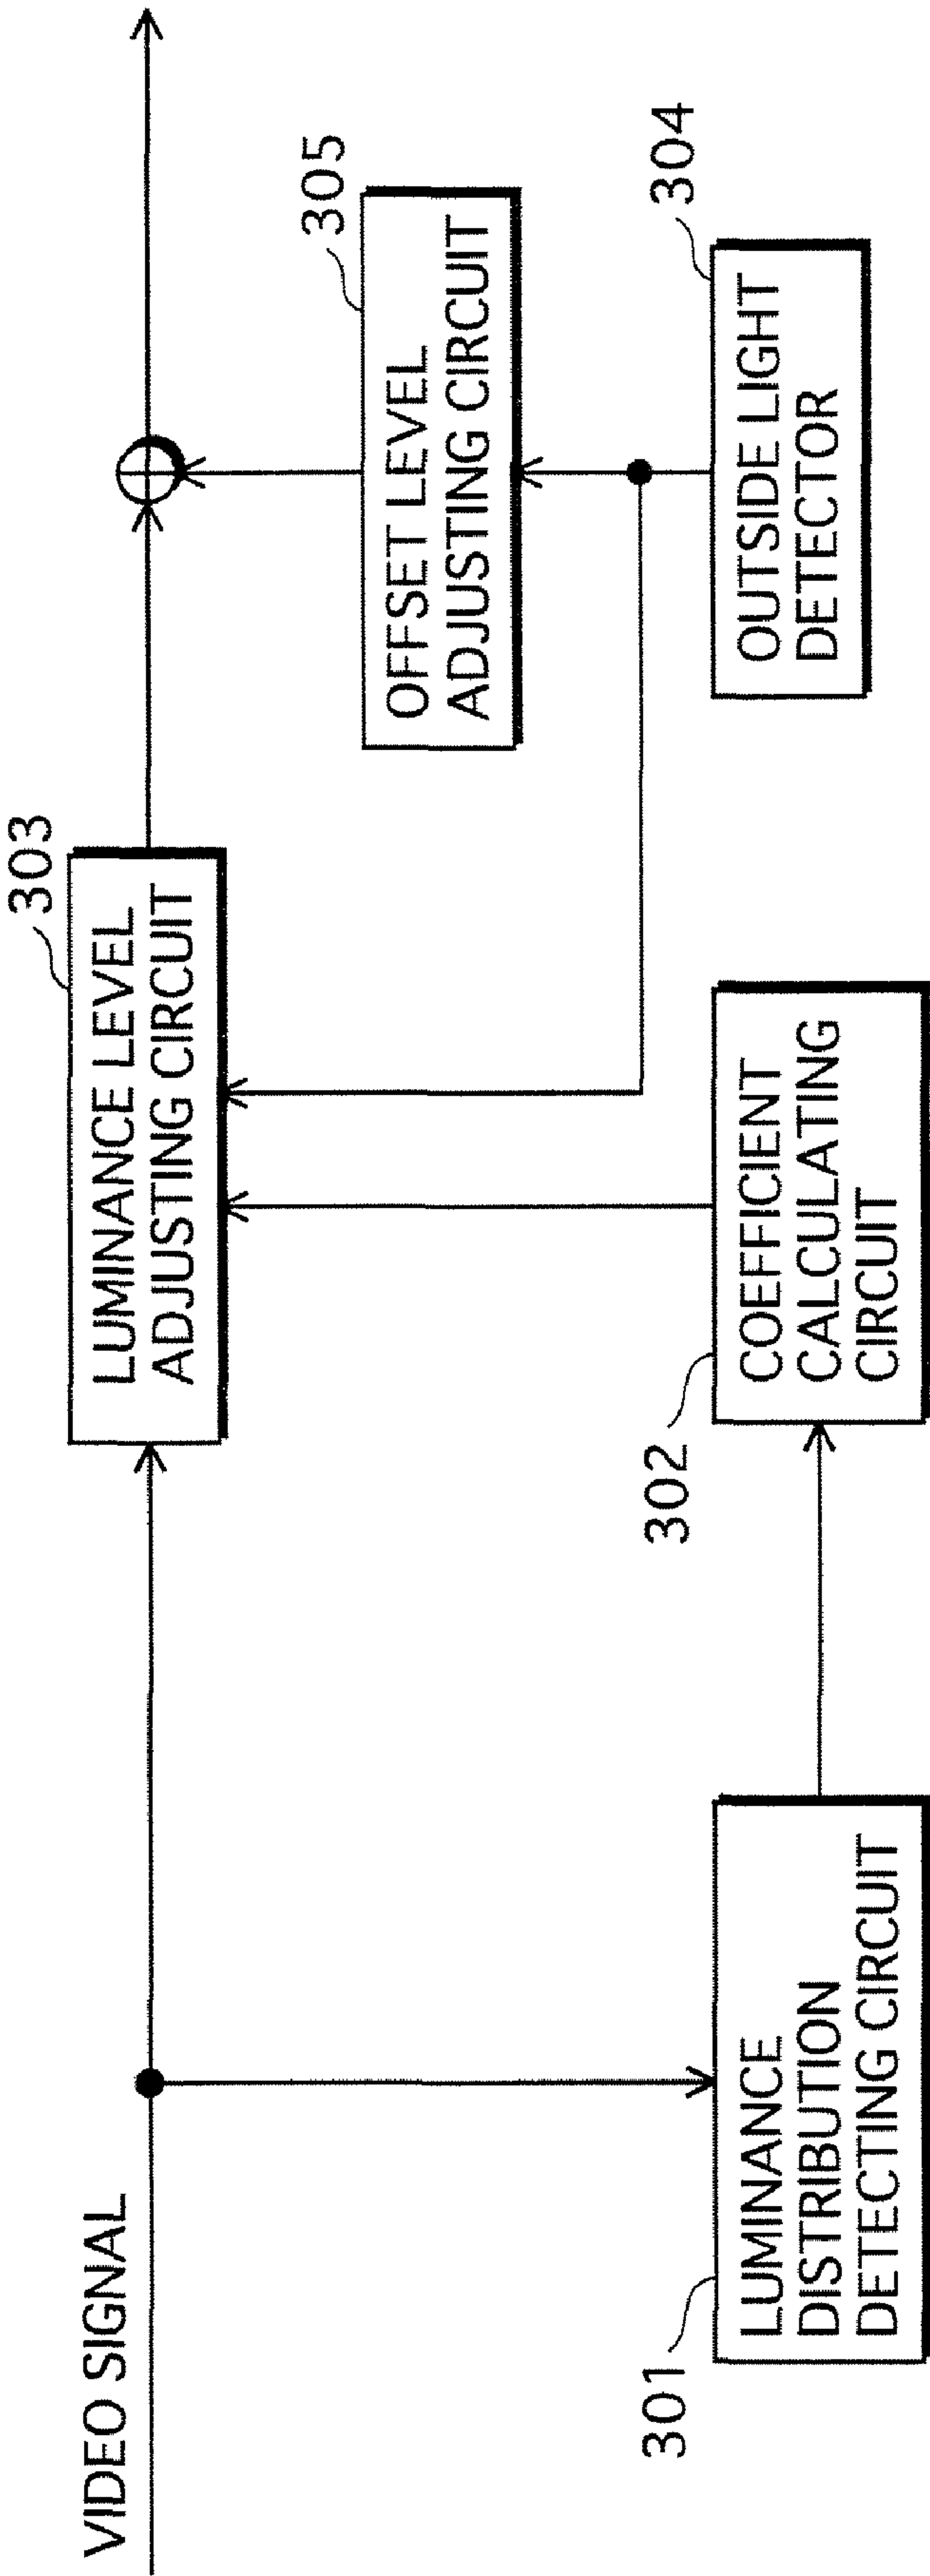 VIDEO SIGNAL
303
LUMINANCE LEVEL
ADJUSTING CIRCUIT
305
OFFSET LEVEL
ADJUSTING CIRCUIT
301
LUMINANCE
DISTRIBUTION
DETECTING CIRCUIT
302
COEFFICIENT
CALCULATING
CIRCUIT
304
OUTSIDE LIGHT
DETECTOR